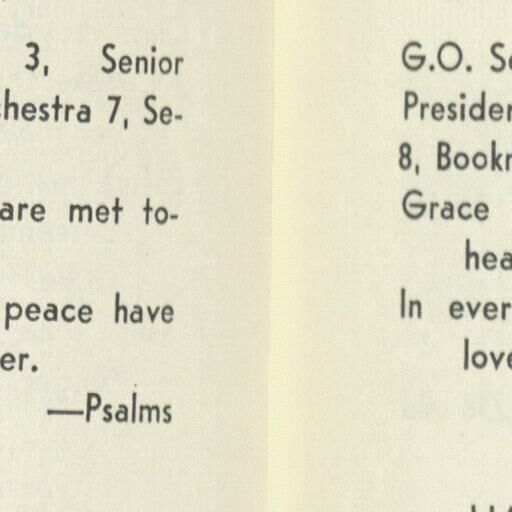 3, Senior
chestra 7, Se-
are met to-
peace have
er.
—Psalms
G.O. Se
Presiden
8, Bookr
Grace
hea
In ever
love